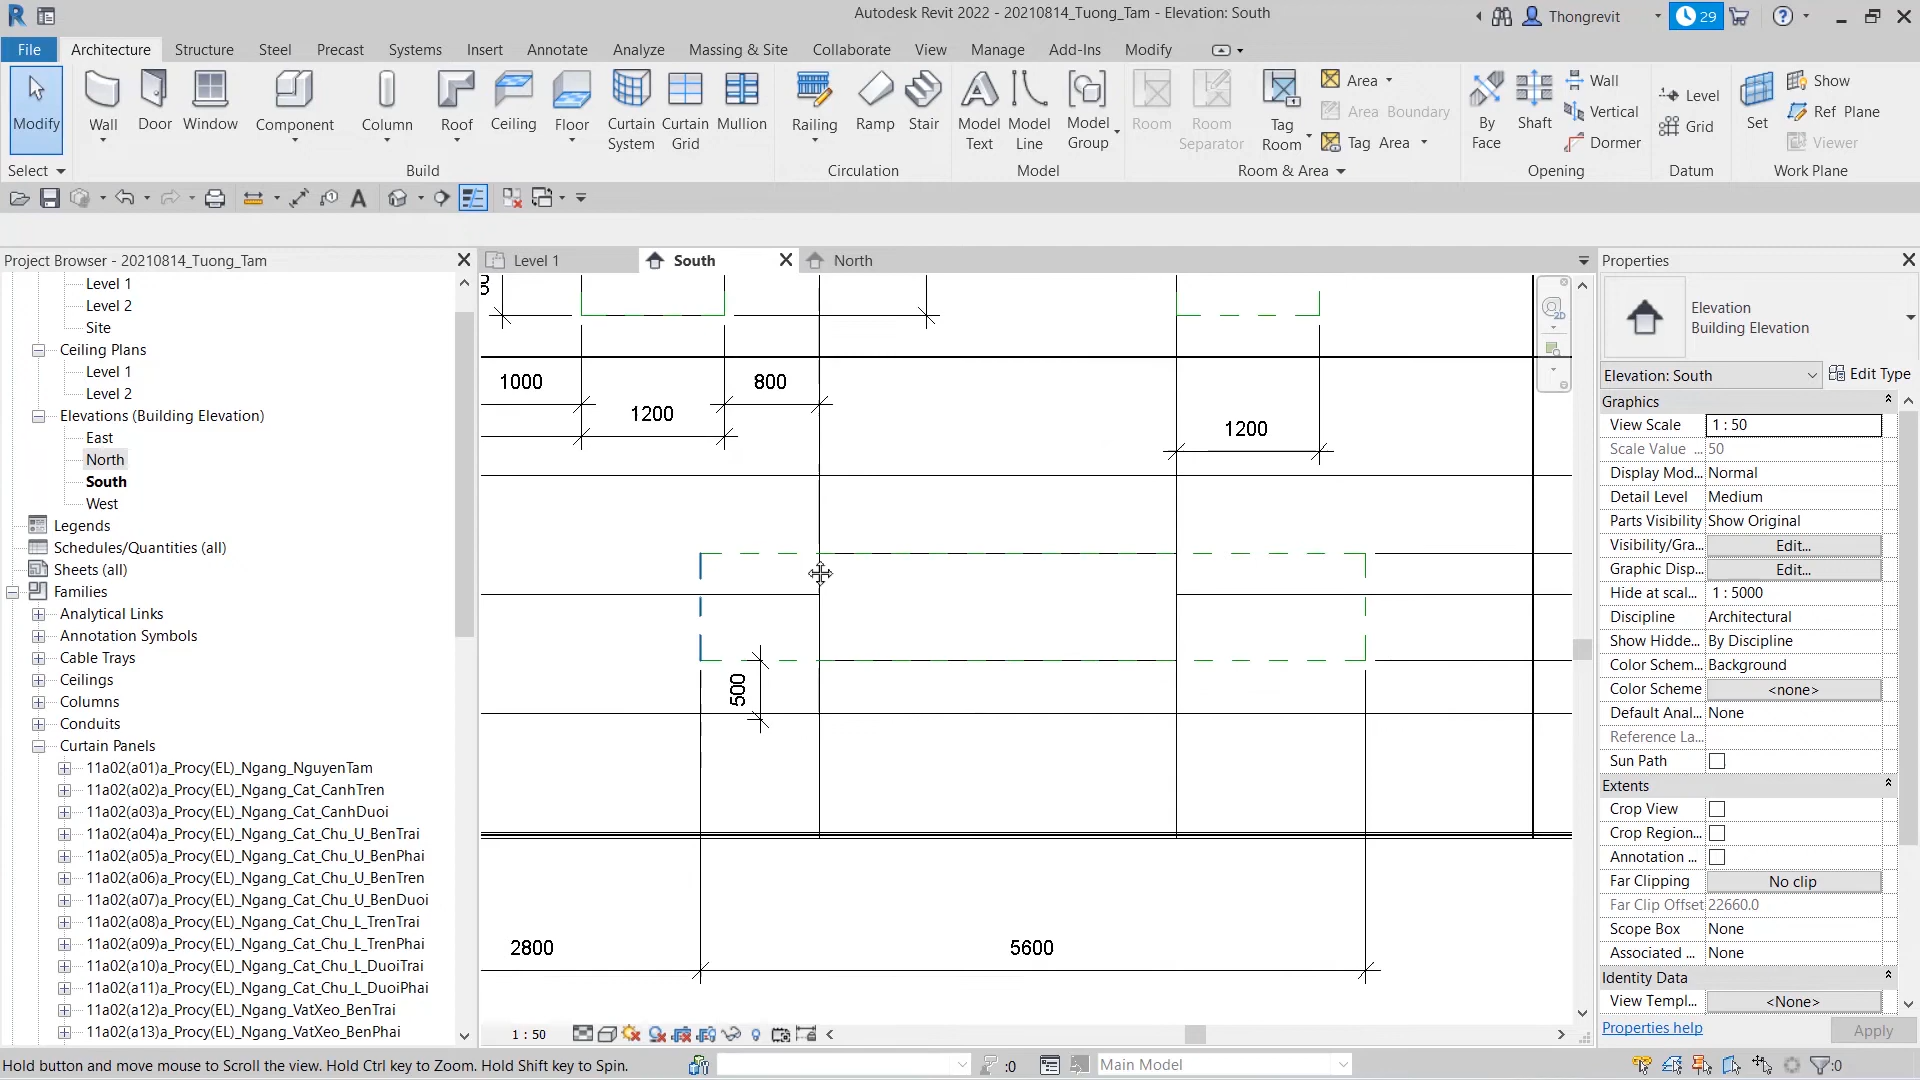 Autodesk Revit 2022 - 20210814_Tuong_Tam - Elevation: South
Thongrevit
29
File
Architecture
Structure
Steel
Precast
Systems
Insert
Annotate
Analyze
Massing & Site
Collaborate
View
Manage
Add-Ins
Modify
Modify
Wall
Door
Window
Component
Column
Roof
Ceiling
Floor
Curtain System
Curtain Grid
Mullion
Railing
Ramp
Stair
Model Text
Model Line
Model Group
Room
Room Separator
Tag Room
Area
Area Boundary
Tag Area
By Face
Shaft
Wall
Vertical
Dormer
Level
Grid
Set
Show
Ref Plane
Viewer
Select
Build
Circulation
Model
Room & Area
Opening
Datum
Work Plane
Project Browser - 20210814_Tuong_Tam
Level 1
Level 2
Site
Ceiling Plans
Level 1
Level 2
Elevations (Building Elevation)
East
North
South
West
Legends
Schedules/Quantities (all)
Sheets (all)
Families
Analytical Links
Annotation Symbols
Cable Trays
Ceilings
Columns
Conduits
Curtain Panels
11a02(a01)a_Procy(EL)_Ngang_NguyenTam
11a02(a02)a_Procy(EL)_Ngang_Cat_CanhTren
11a02(a03)a_Procy(EL)_Ngang_Cat_CanhDuoi
11a02(a04)a_Procy(EL)_Ngang_Cat_Chu_U_BenTrai
11a02(a05)a_Procy(EL)_Ngang_Cat_Chu_U_BenPhai
11a02(a06)a_Procy(EL)_Ngang_Cat_Chu_U_BenTren
11a02(a07)a_Procy(EL)_Ngang_Cat_Chu_U_BenDuoi
11a02(a08)a_Procy(EL)_Ngang_Cat_Chu_L_TrenTrai
11a02(a09)a_Procy(EL)_Ngang_Cat_Chu_L_TrenPhai
11a02(a10)a_Procy(EL)_Ngang_Cat_Chu_L_DuoiTrai
11a02(a11)a_Procy(EL)_Ngang_Cat_Chu_L_DuoiPhai
11a02(a12)a_Procy(EL)_Ngang_VatXeo_BenTrai
11a02(a13)a_Procy(EL)_Ngang_VatXeo_BenPhai
Level 1
South
North
1000
800
1200
1200
500
2800
5600
2D
1 : 50
Properties
Elevation
Building Elevation
Elevation: South
Edit Type
Graphics
View Scale
1 : 50
Scale Value ...
50
Display Mod...
Normal
Detail Level
Medium
Parts Visibility
Show Original
Visibility/Gra...
Edit...
Graphic Disp...
Edit...
Hide at scal...
1 : 5000
Discipline
Architectural
Show Hidde...
By Discipline
Color Schem...
Background
Color Scheme
<none>
Default Anal...
None
Reference La...
Sun Path
Extents
Crop View
Crop Region...
Annotation ...
Far Clipping
No clip
Far Clip Offset
22660.0
Scope Box
None
Associated ...
None
Identity Data
View Templ...
<None>
Properties help
Apply
Hold button and move mouse to Scroll the view. Hold Ctrl key to Zoom. Hold Shift key to Spin.
:0
Main Model
:0